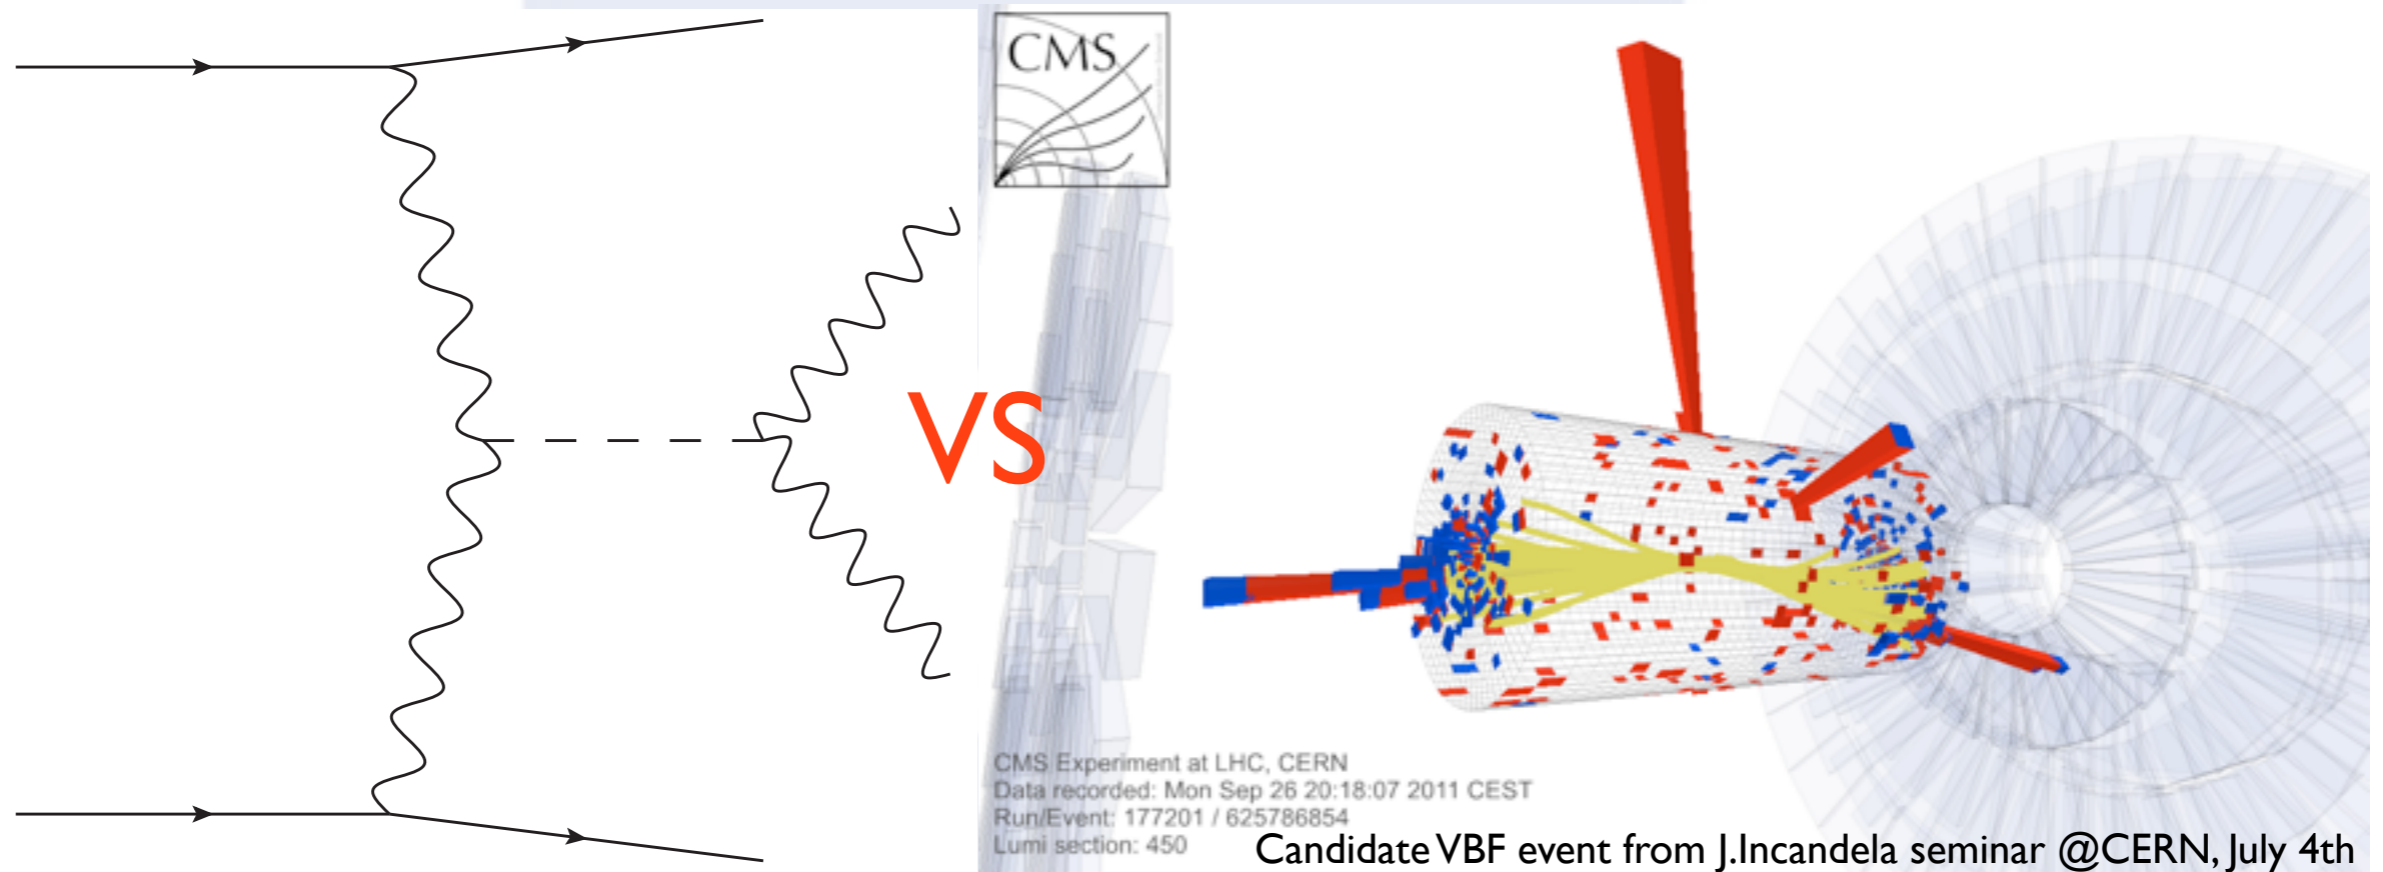 CMS
VS
CMS Experiment at LHC, CERN
Data recorded: Mon Sep 26 20:18:07 2011 CEST
Run/Event: 177201 / 625786854
Lumi section: 450
Candidate VBF event from J.Incandela seminar @CERN, July 4th